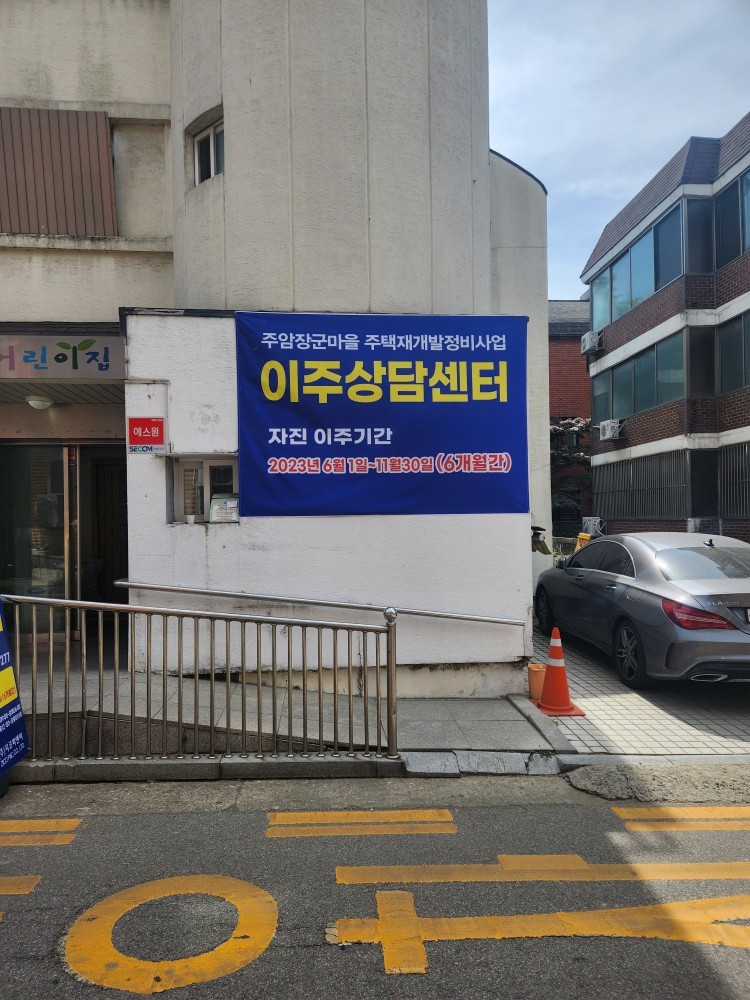 주암장군마을 주택재개발정비사업
이주상담센터
자진 이주기간
2023년 6월 1일~11월30일 (6개월간)
어린이집
에스원
SECOM
277